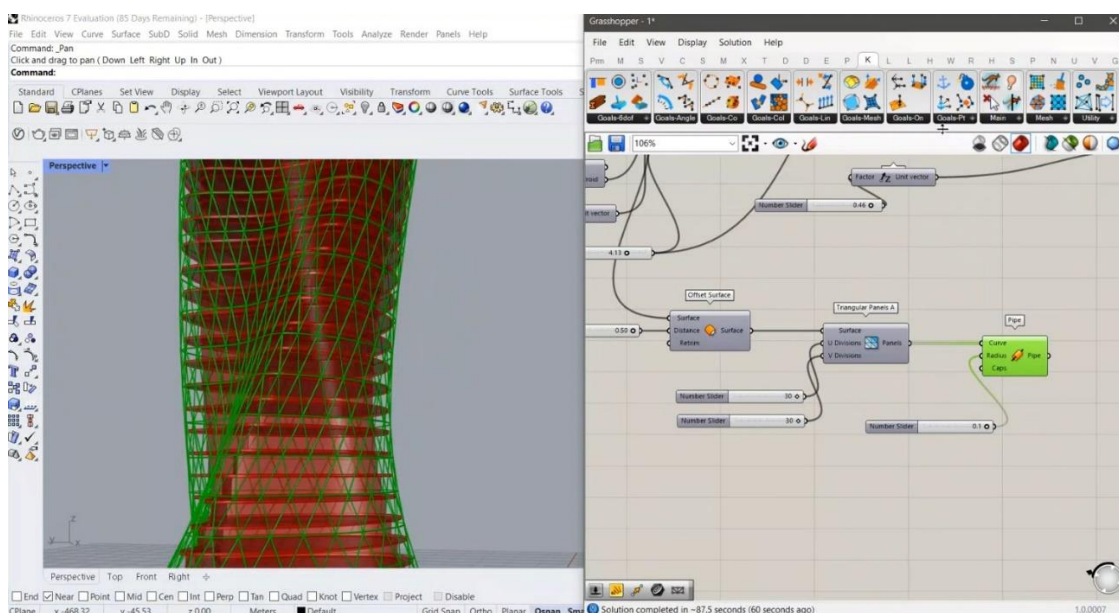 Rhinoceros 7 Evaluation (85 Days Remaining) - [Perspective]
File Edit View Curve Surface SubD Solid Mesh Dimension Transform Tools Analyze Render Panels Help
Command: _Pan
Click and drag to pan ( Down Left Right Up In Out )
Command:
Standard CPlanes Set View Display Select Viewport Layout Visibility Transform Curve Tools Surface Tools S
Perspective
z
y x
Perspective Top Front Right
End Near Point Mid Cen Int Perp Tan Quad Knot Vertex Project Disable
CPlane x -468.32 y -45.53 z 0.00 Meters Default Grid Snap Ortho Planar Osnap Sma
Grasshopper - 1*
File Edit View Display Solution Help
Prm M S V C S M X T D D E P K L L H W R H S P N U V G
Goals-6dof Goals-Angle Goals-Co Goals-Col Goals-Lin Goals-Mesh Goals-On Goals-Pt Main Mesh Utility
106%
Factor Unit vector
Number Slider 0.46
4.13
Offset Surface
Surface
Distance Surface
Retrim
0.50
Triangular Panels A
Surface
U Divisions Panels
V Divisions
Pipe
Curve
Radius Pipe
Caps
Number Slider 30
Number Slider 30
Number Slider 0.1
Solution completed in ~87.5 seconds (60 seconds ago)
1.0.0007